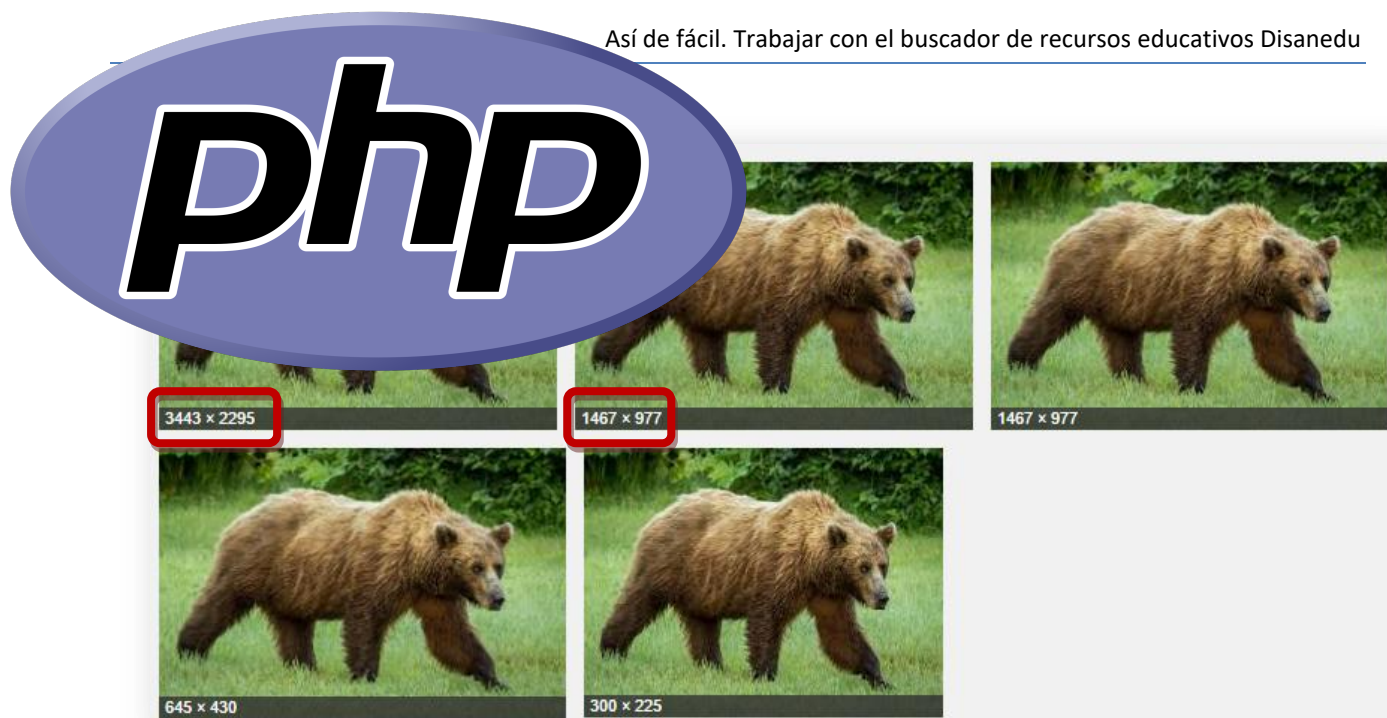 Así de fácil. Trabajar con el buscador de recursos educativos Disanedu
php
3443 × 2295
1467 × 977
1467 × 977
645 × 430
300 × 225